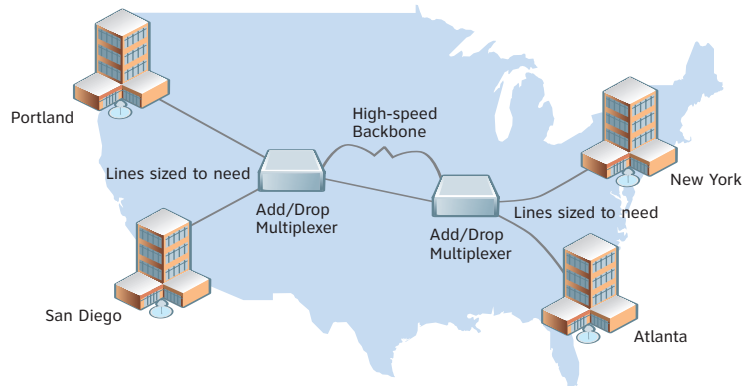 Portland
High-speed
Backbone
Lines sized to need
New York
Add/Drop
Multiplexer
Lines sized to need
Add/Drop
Multiplexer
San Diego
Atlanta